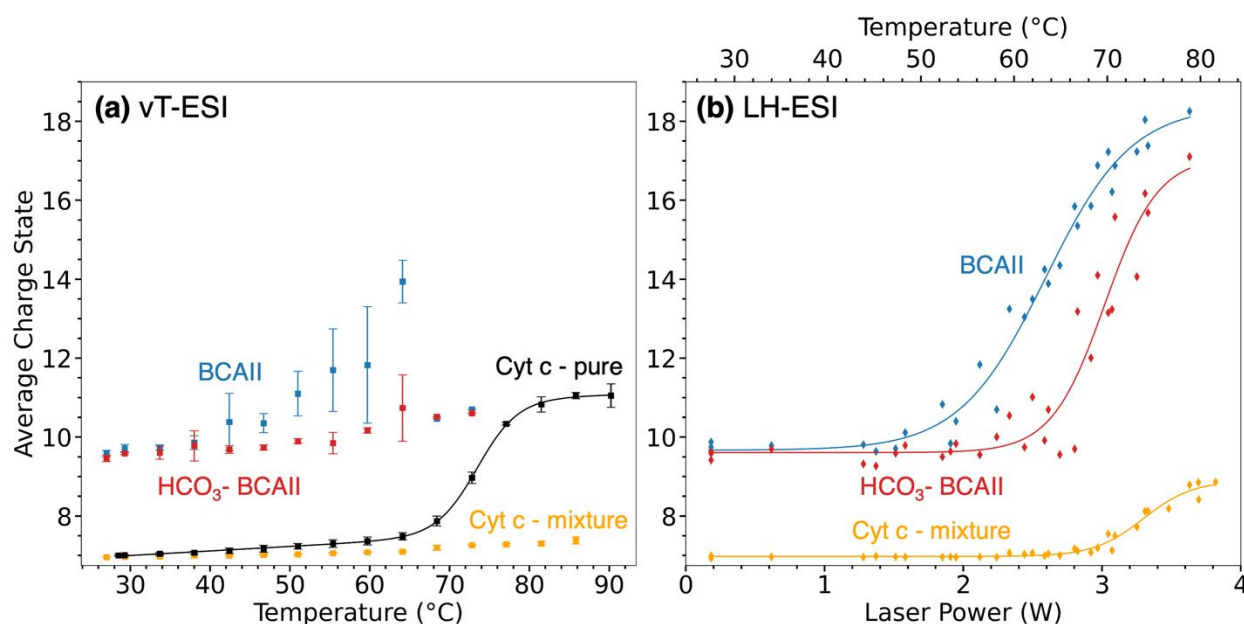 Temperature (°C)
30 40 50 60 70 80
(a) vT-ESI
(b) LH-ESI
18
16
14
12
10
8
Average Charge State
BCAII
HCO₃- BCAII
Cyt c - pure
Cyt c - mixture
30 40 50 60 70 80 90
Temperature (°C)
18
16
14
12
10
8
BCAII
HCO₃- BCAII
Cyt c - mixture
0 1 2 3 4
Laser Power (W)